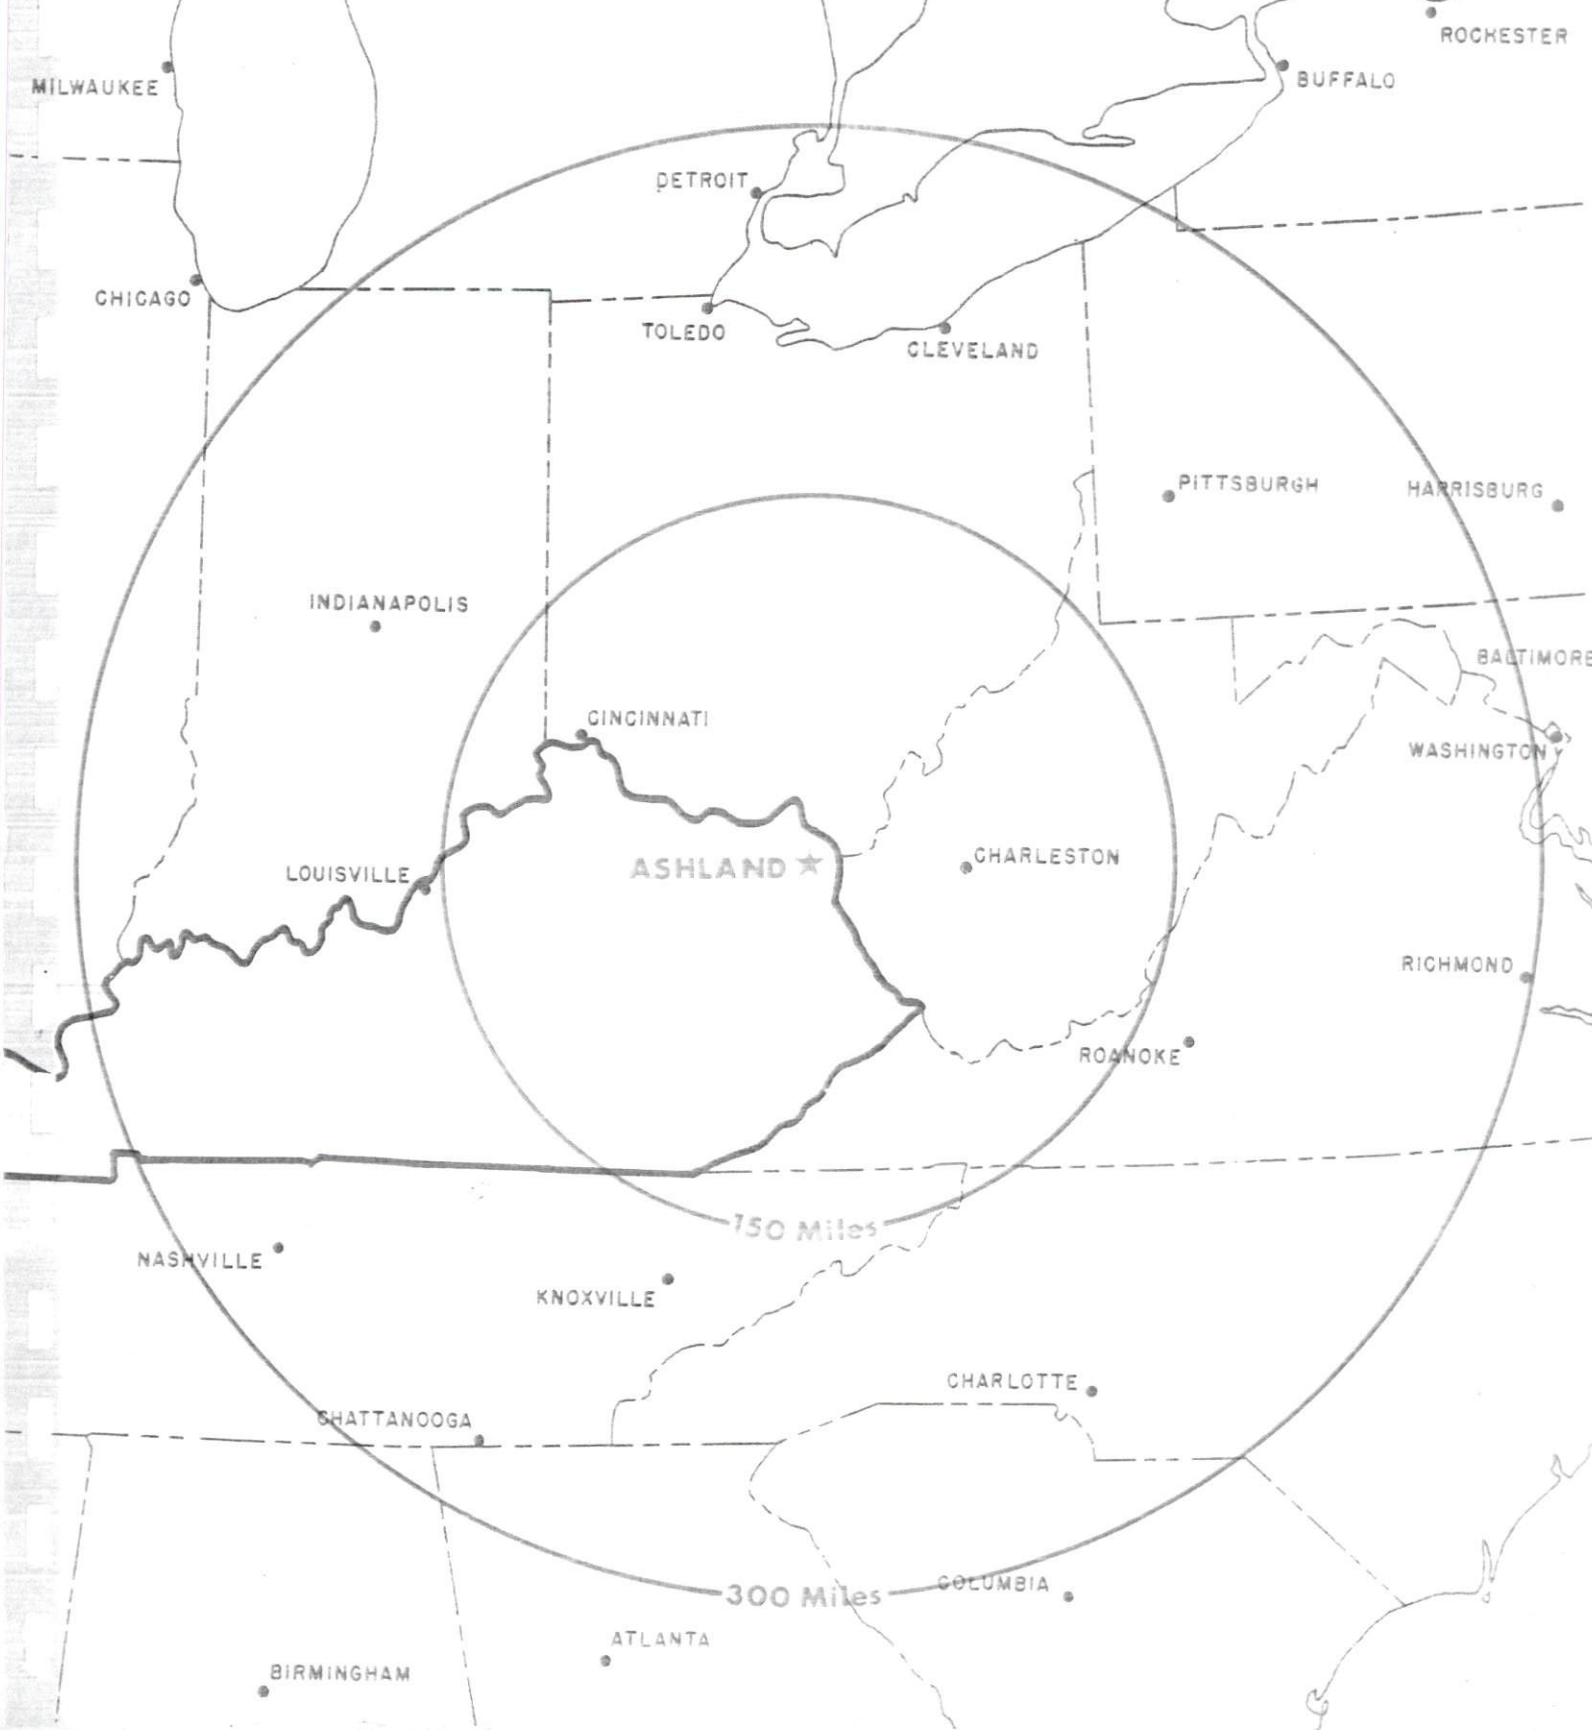 ROCHESTER
BUFFALO
MILWAUKEE
DETROIT
CHICAGO
TOLEDO
CLEVELAND
PITTSBURGH
HARRISBURG
INDIANAPOLIS
BALTIMORE
CINCINNATI
WASHINGTON
ASHLAND
CHARLESTON
LOUISVILLE
RICHMOND
ROANOKE
150 Miles
NASHVILLE
KNOXVILLE
CHARLOTTE
CHATTANOOGA
COLUMBIA
300 Miles
ATLANTA
BIRMINGHAM